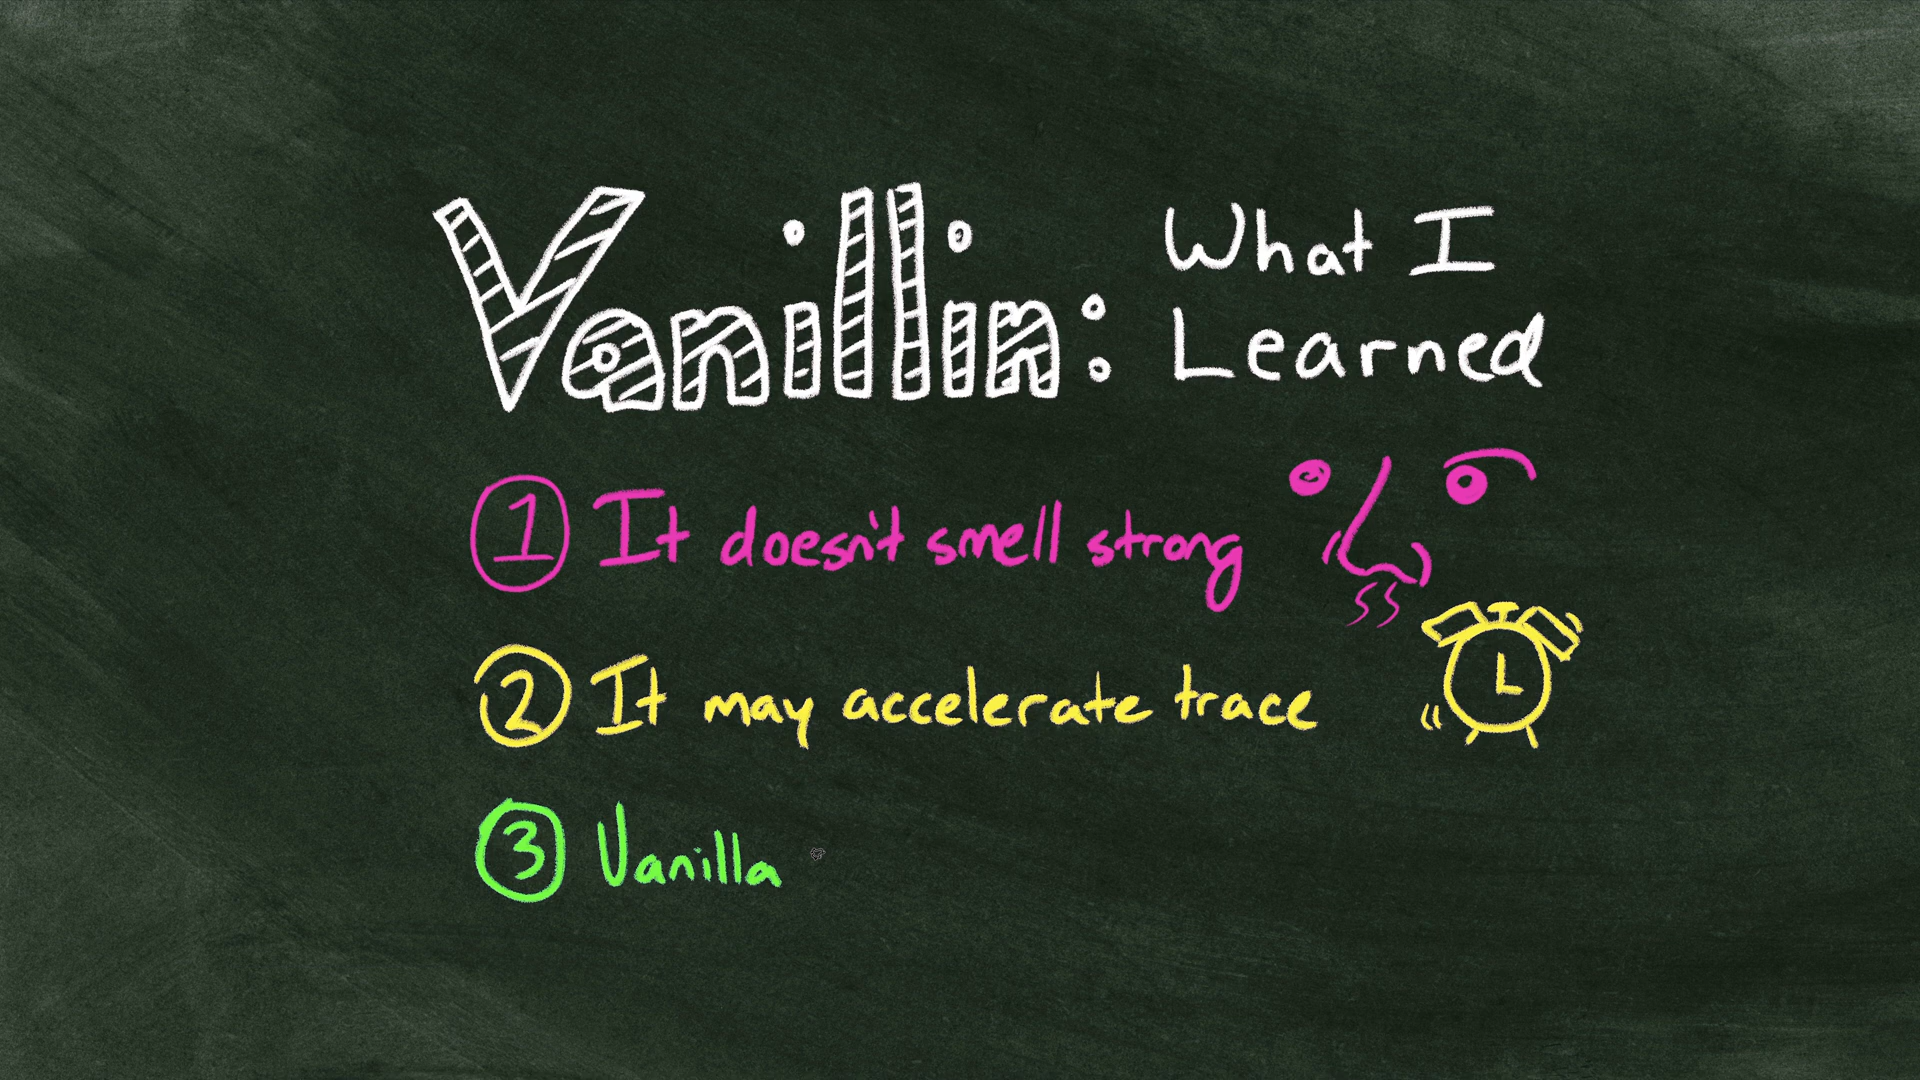 Vanillin: What I
Learned
1 It doesn't smell strong
2 It may accelerate trace
3 Vanilla